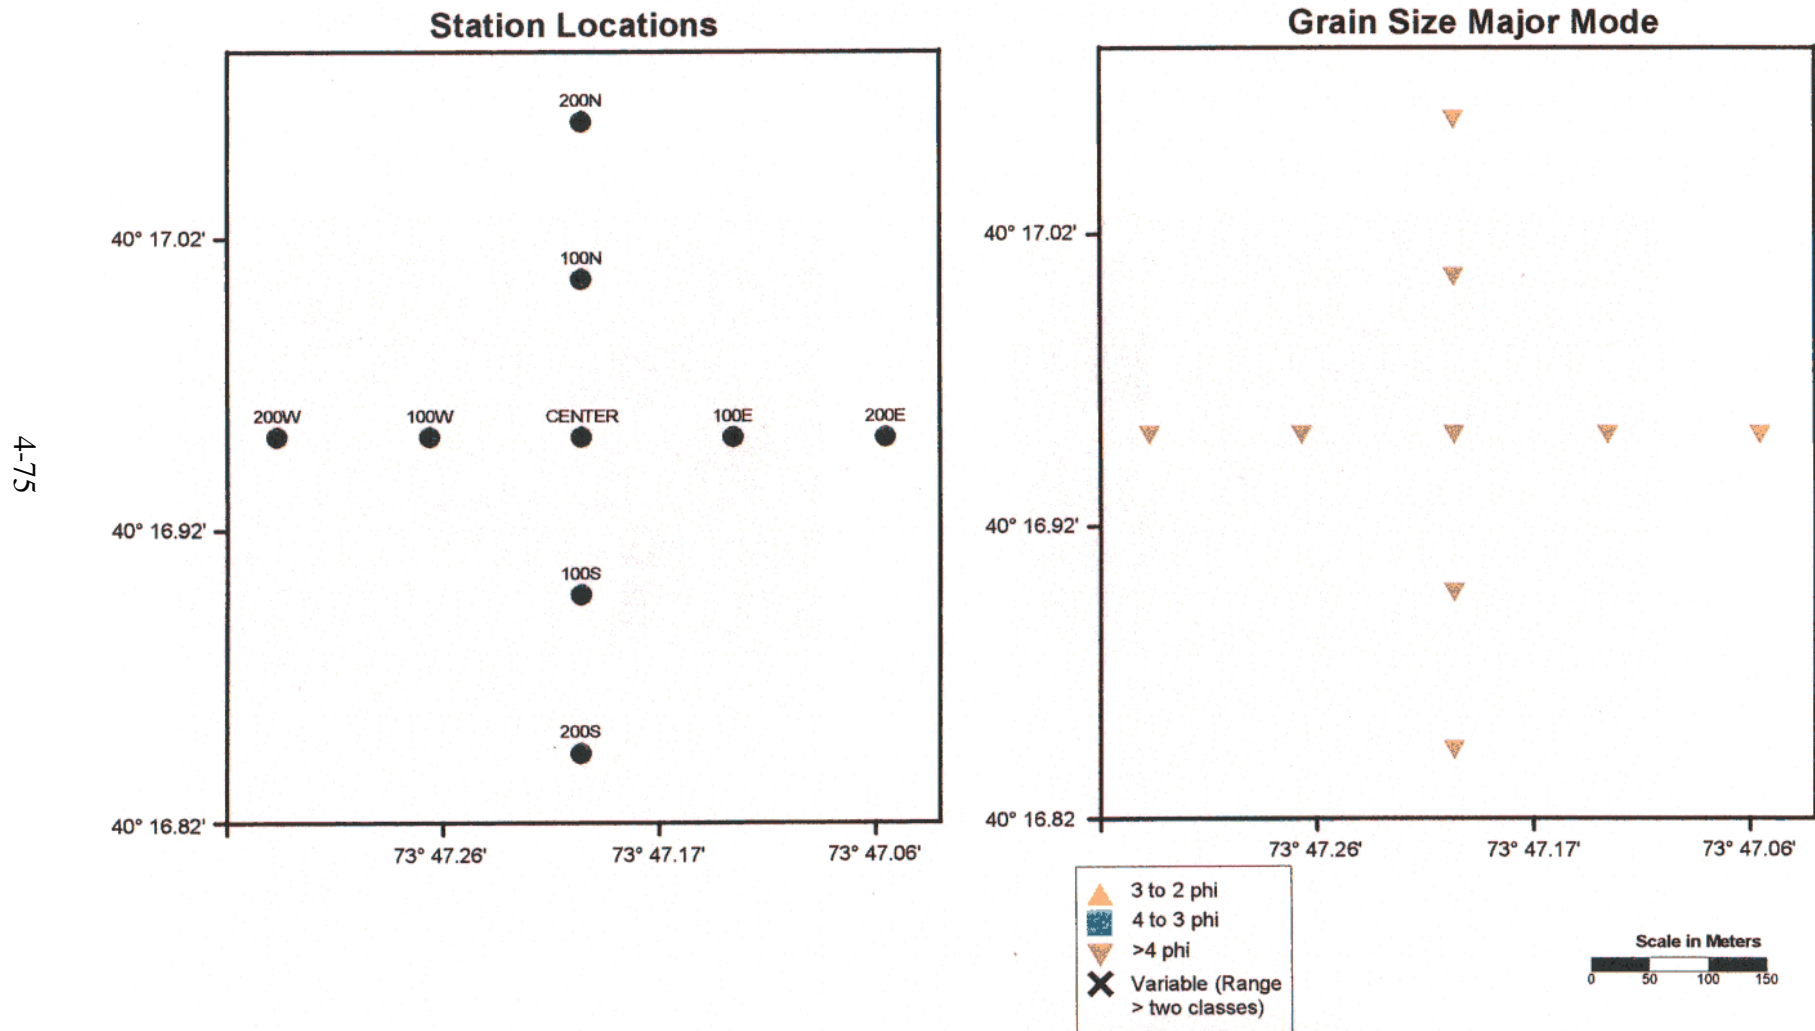 Station Locations
200N
40° 17.02'
100N
200W 100W CENTER 100E 200E
40° 16.92'
100S
200S
40° 16.82'
73° 47.26' 73° 47.17' 73° 47.06'
Grain Size Major Mode
40° 17.02'
40° 16.92'
40° 16.82
73° 47.26' 73° 47.17' 73° 47.06'
3 to 2 phi
4 to 3 phi
>4 phi
Variable (Range
> two classes)
Scale in Meters
0 50 100 150
4-75